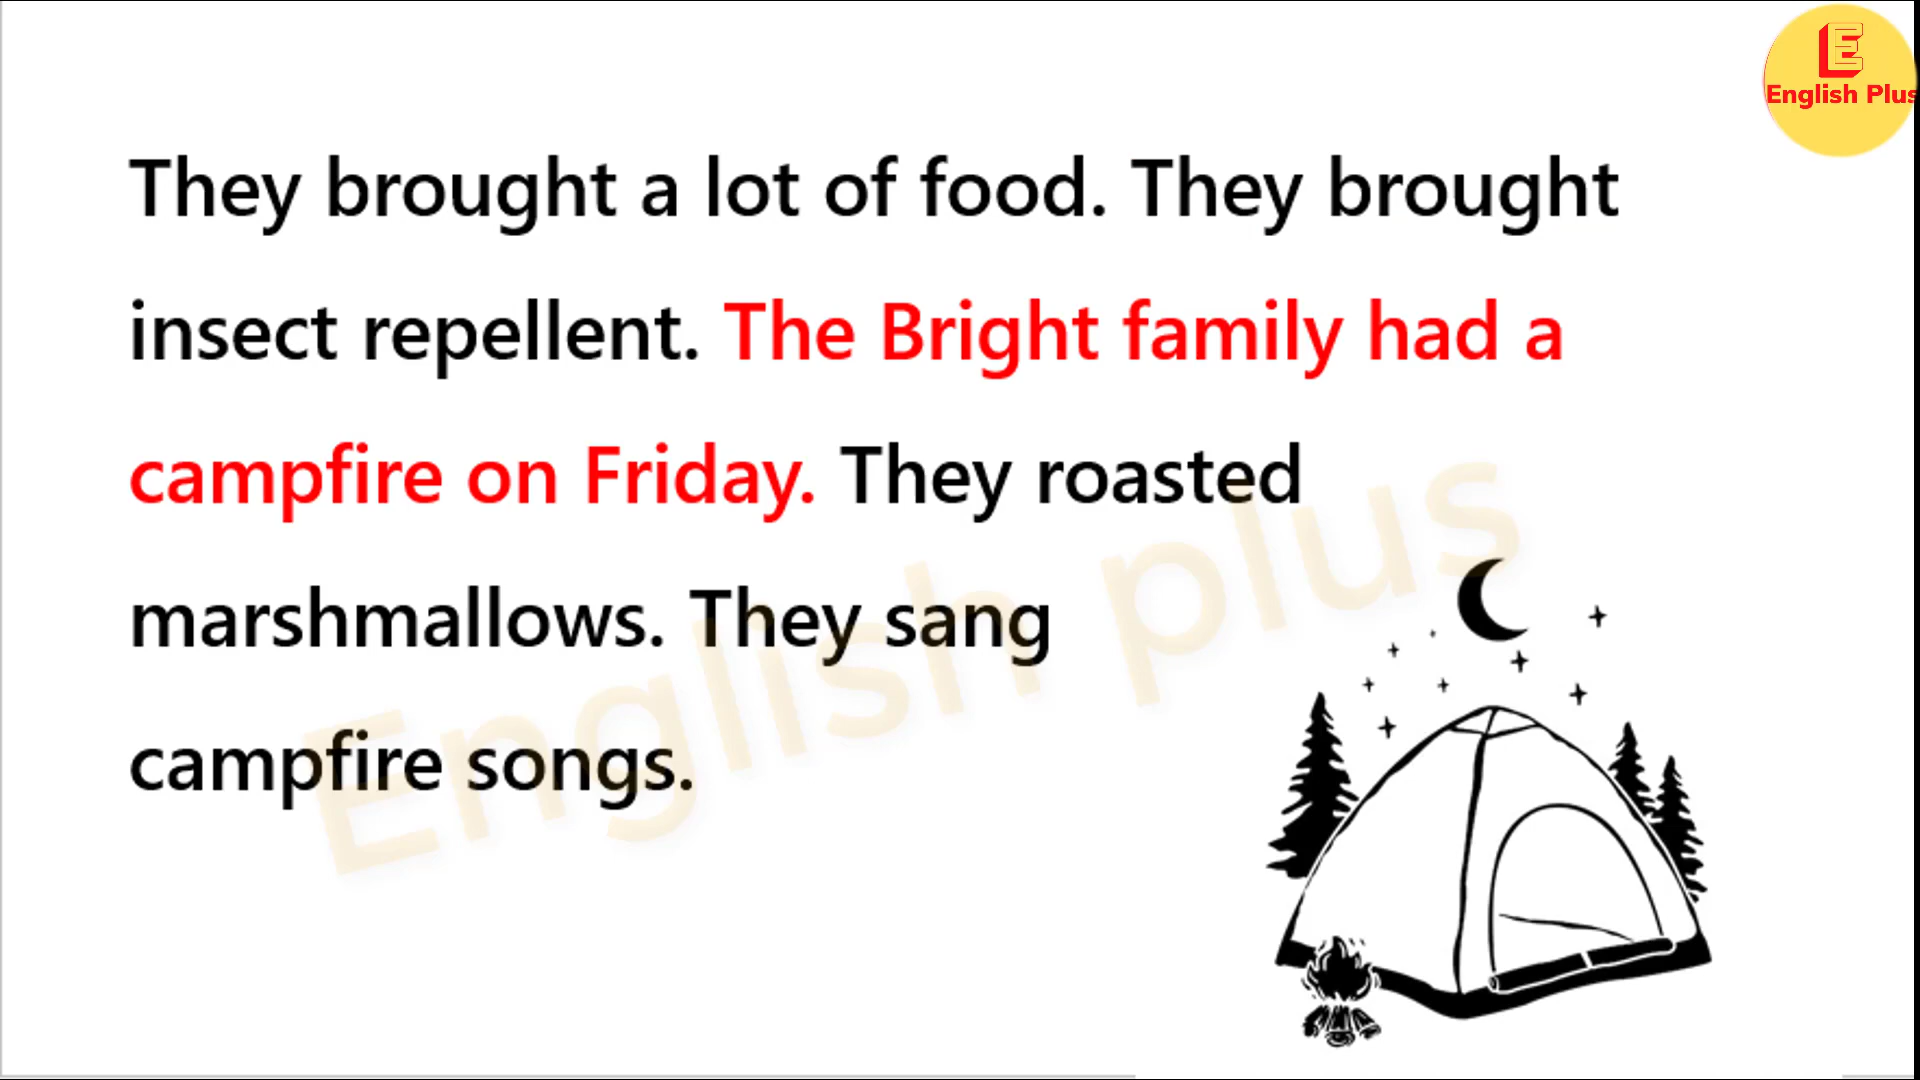 E
English Plus
They brought a lot of food. They brought
insect repellent. The Bright family had a
campfire on Friday. They roasted
marshmallows. They sang
campfire songs.
English plus